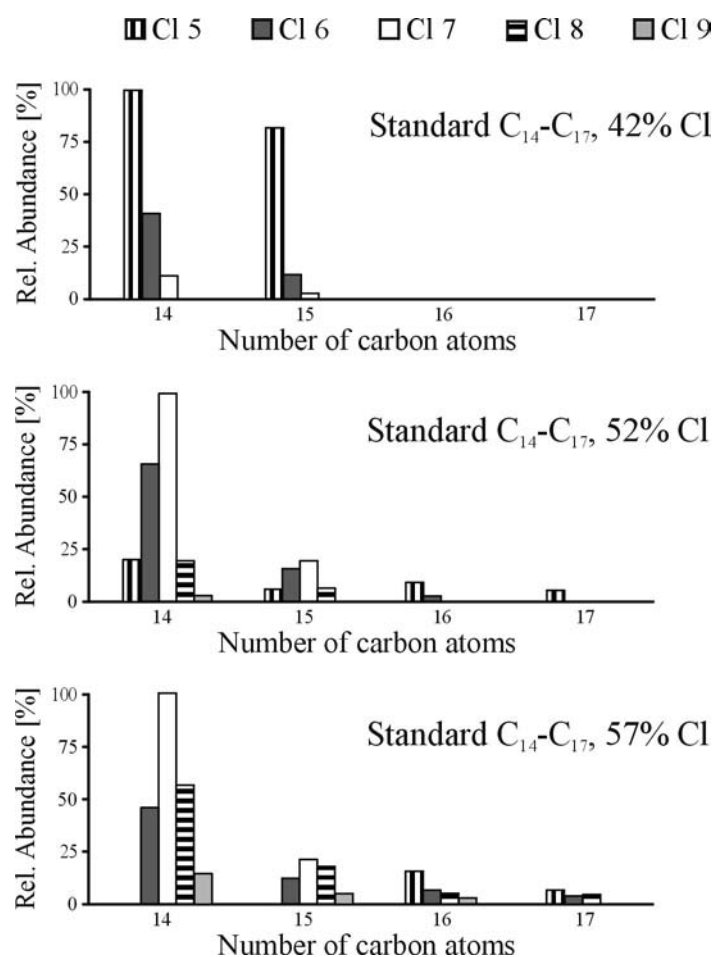 Cl 5 Cl 6 Cl 7 Cl 8 Cl 9
Rel. Abundance [%]
100
75
50
25
0
Standard C₁₄-C₁₇, 42% Cl
14 15 16 17
Number of carbon atoms
Rel. Abundance [%]
100
75
50
25
0
Standard C₁₄-C₁₇, 52% Cl
14 15 16 17
Number of carbon atoms
Rel. Abundance [%]
100
75
50
25
0
Standard C₁₄-C₁₇, 57% Cl
14 15 16 17
Number of carbon atoms